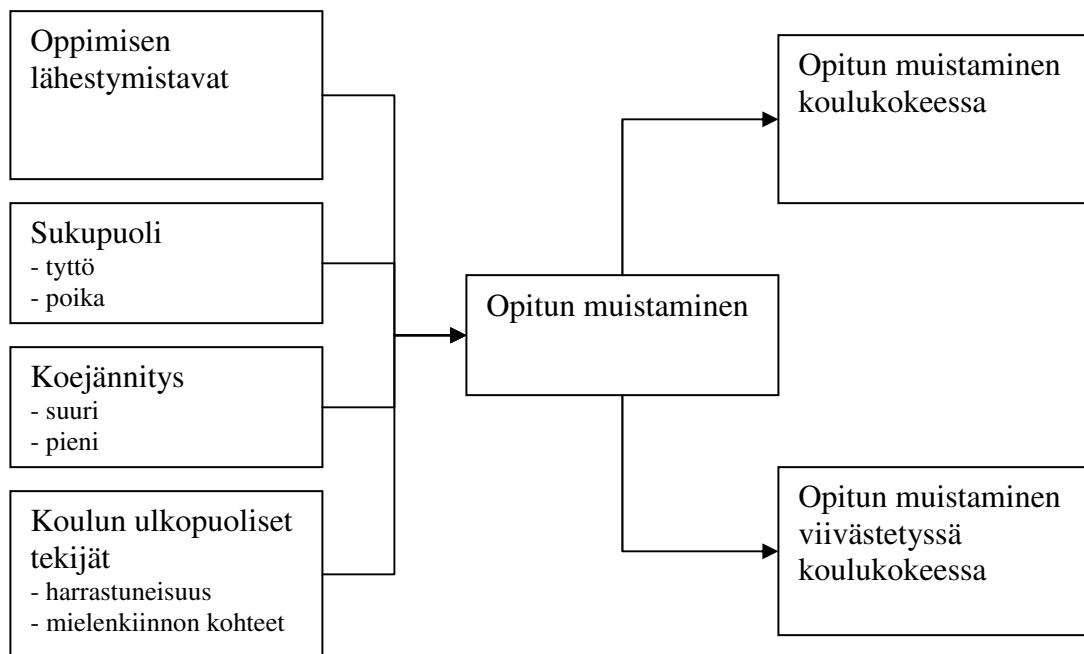 Oppimisen
lähestymistavat
Sukupuoli
- tyttö
- poika
Koejännitys
- suuri
- pieni
Koulun ulkopuoliset
tekijät
- harrastuneisuus
- mielenkiinnon kohteet
Opitun muistaminen
Opitun muistaminen
koulukokeessa
Opitun muistaminen
viivästetyssä
koulukokeessa